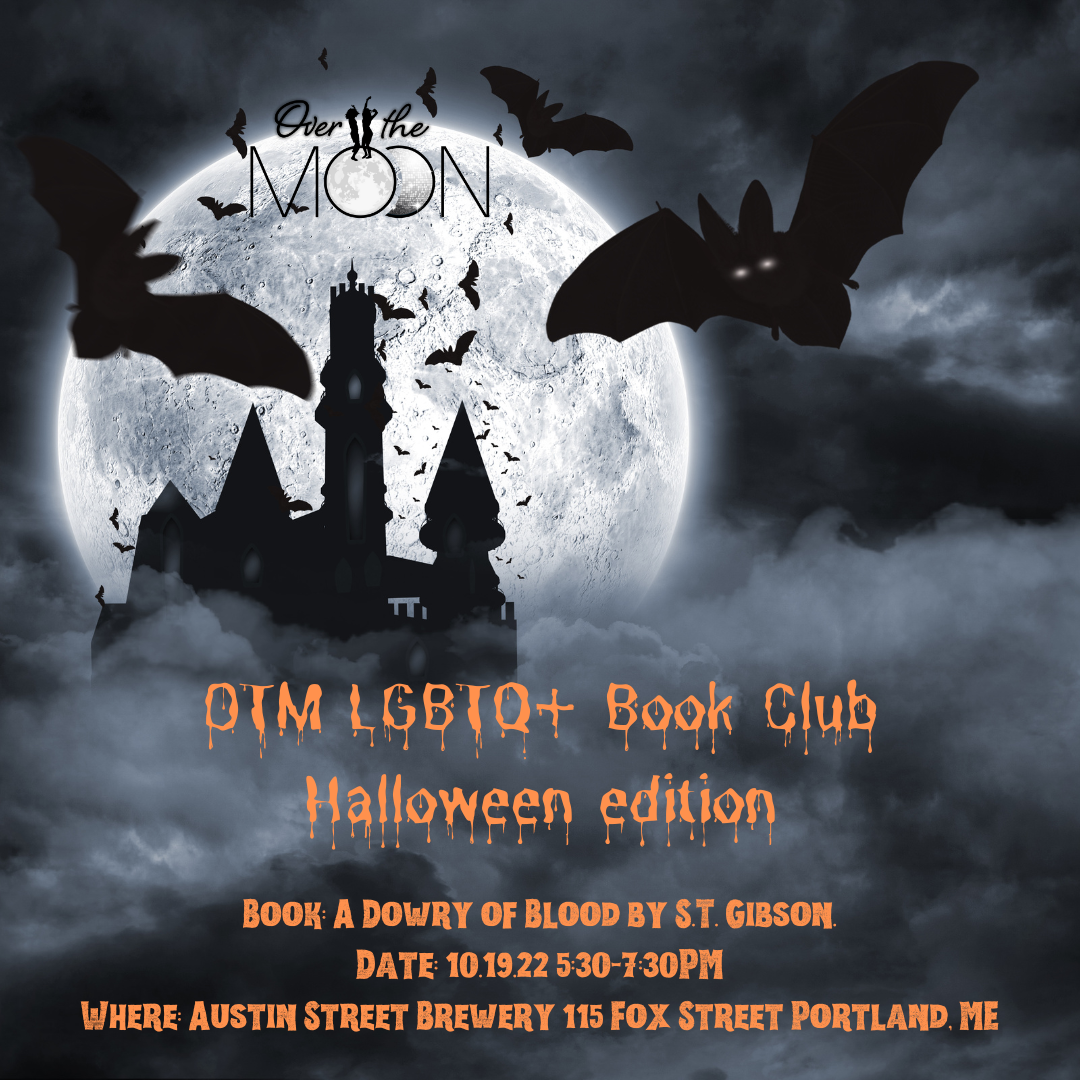 Over the
MOON
OTM LGBTQ+ Book Club
Halloween edition
Book: A Dowry of Blood by S.T. Gibson.
Date: 10.19.22 5:30-7:30PM
Where: Austin Street Brewery 115 Fox Street Portland, ME